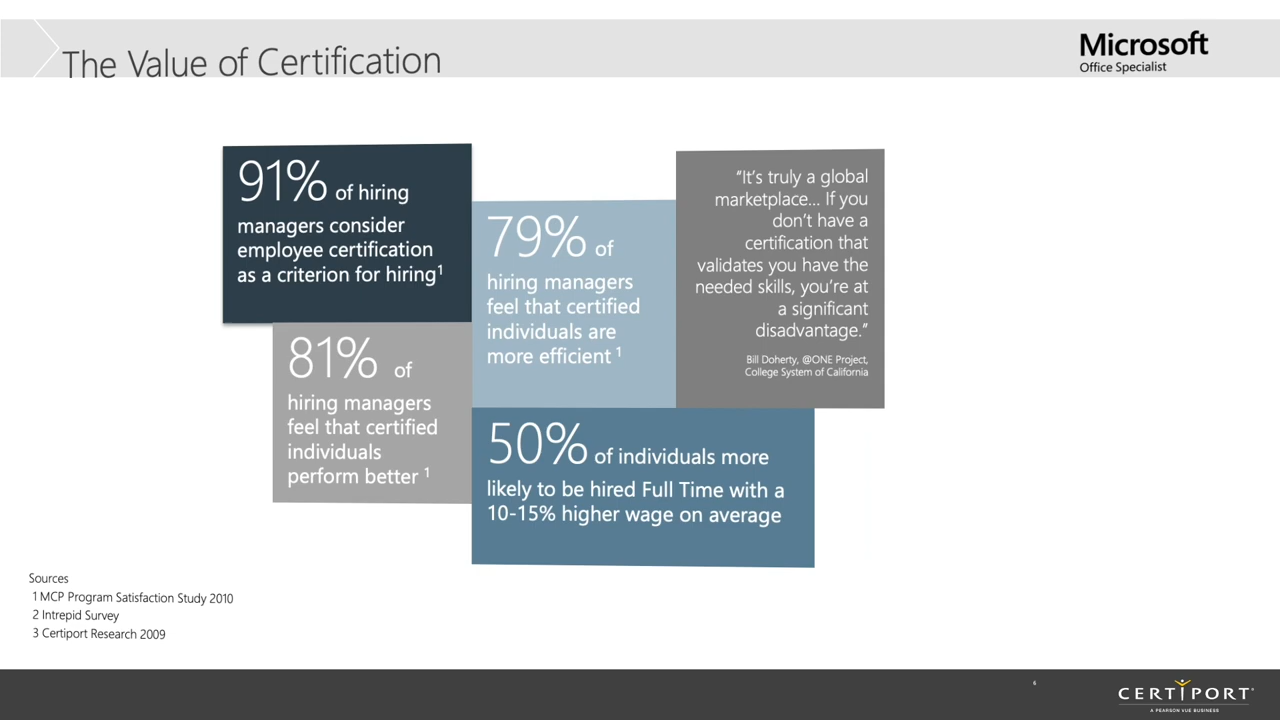 The Value of Certification
Microsoft
Office Specialist
91% of hiring
managers consider
employee certification
as a criterion for hiring1
79% of
hiring managers
feel that certified
individuals are
more efficient 1
“It’s truly a global
marketplace... If you
don’t have a
certification that
validates you have the
needed skills, you’re at
a significant
disadvantage.”
Bill Doherty, @ONE Project,
College System of California
81% of
hiring managers
feel that certified
individuals
perform better 1
50% of individuals more
likely to be hired Full Time with a
10-15% higher wage on average
Sources
1 MCP Program Satisfaction Study 2010
2 Intrepid Survey
3 Certiport Research 2009
6
CERTIPORT
A PEARSON VUE BUSINESS